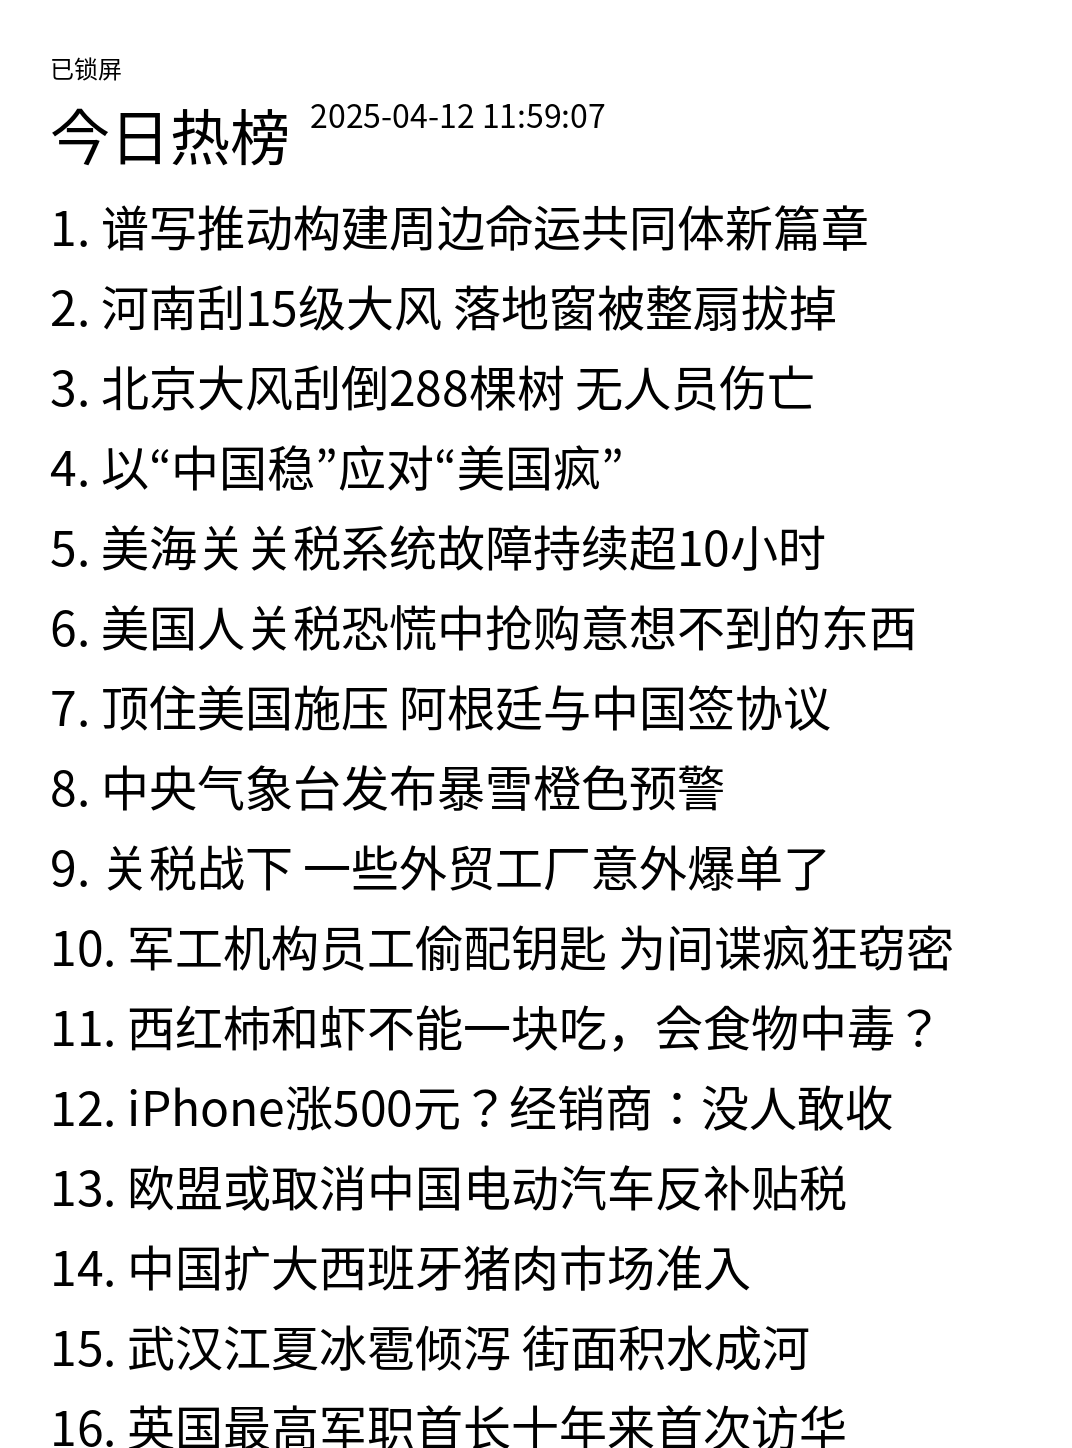 已锁屏
今日热榜 2025-04-12 11:59:07
1. 谱写推动构建周边命运共同体新篇章
2. 河南刮15级大风 落地窗被整扇拔掉
3. 北京大风刮倒288棵树 无人员伤亡
4. 以“中国稳”应对“美国疯”
5. 美海关关税系统故障持续超10小时
6. 美国人关税恐慌中抢购意想不到的东西
7. 顶住美国施压 阿根廷与中国签协议
8. 中央气象台发布暴雪橙色预警
9. 关税战下 一些外贸工厂意外爆单了
10. 军工机构员工偷配钥匙 为间谍疯狂窃密
11. 西红柿和虾不能一块吃，会食物中毒？
12. iPhone涨500元？经销商：没人敢收
13. 欧盟或取消中国电动汽车反补贴税
14. 中国扩大西班牙猪肉市场准入
15. 武汉江夏冰雹倾泻 街面积水成河
16. 英国最高军职首长十年来首次访华